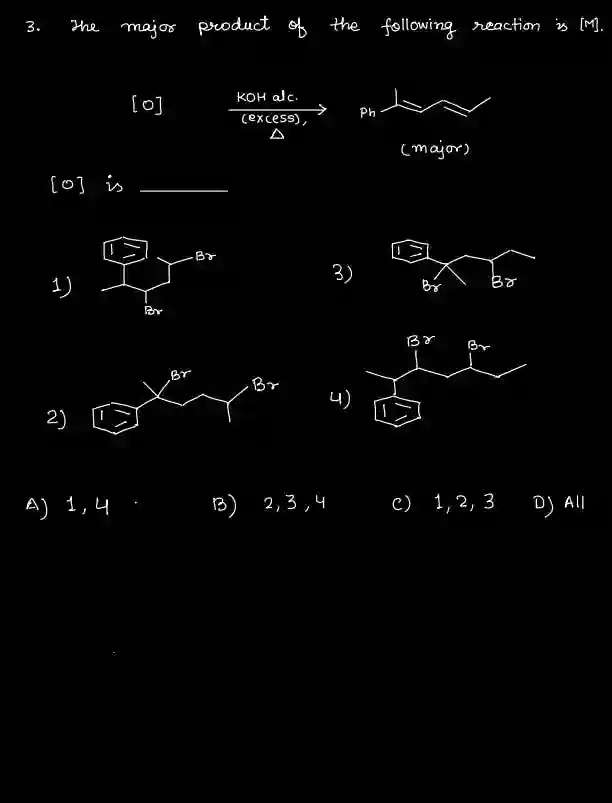 3. The major product of the following reaction is [M].
[O] KOH alc. (excess), Δ Ph (major)
[O] is ________
1) Br Br
3) Br Br
2) Br Br
4) Br Br
A) 1, 4 . B) 2, 3, 4 C) 1, 2, 3 D) All